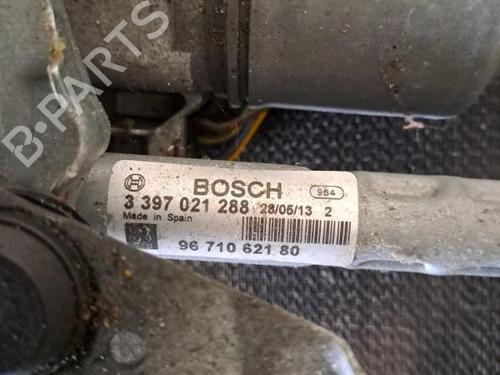 B-PARTS
BOSCH 964
3 397 021 288 28/05/13 2
Made in Spain
96 710 621 80